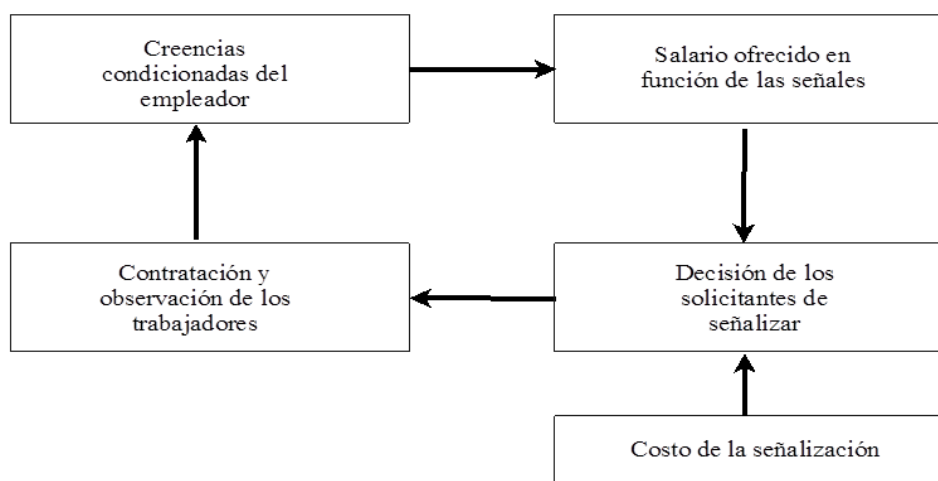 Creencias
condicionadas del
empleador
Salario ofrecido en
función de las señales
Contratación y
observación de los
trabajadores
Decisión de los
solicitantes de
señalizar
Costo de la señalización